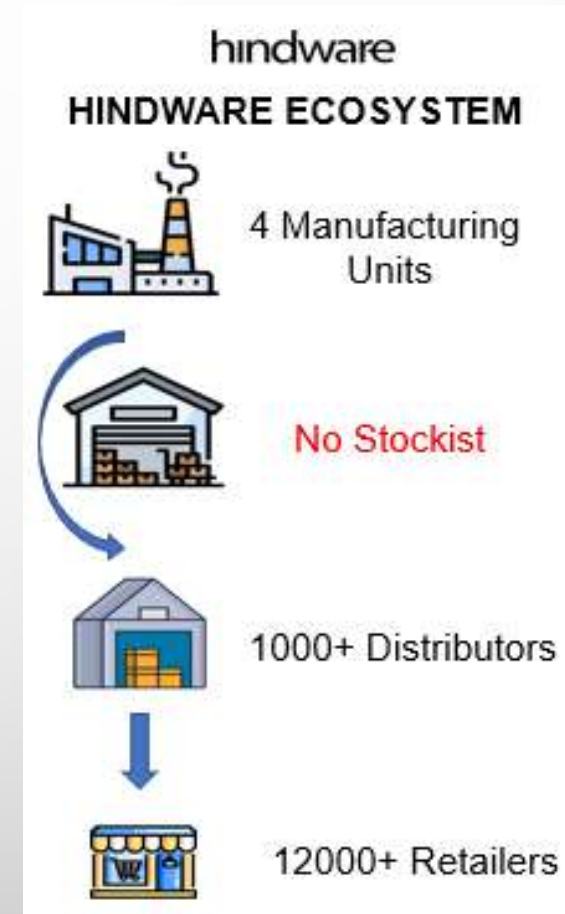 hindware
HINDWARE ECOSYSTEM
4 Manufacturing
Units
No Stockist
1000+ Distributors
12000+ Retailers